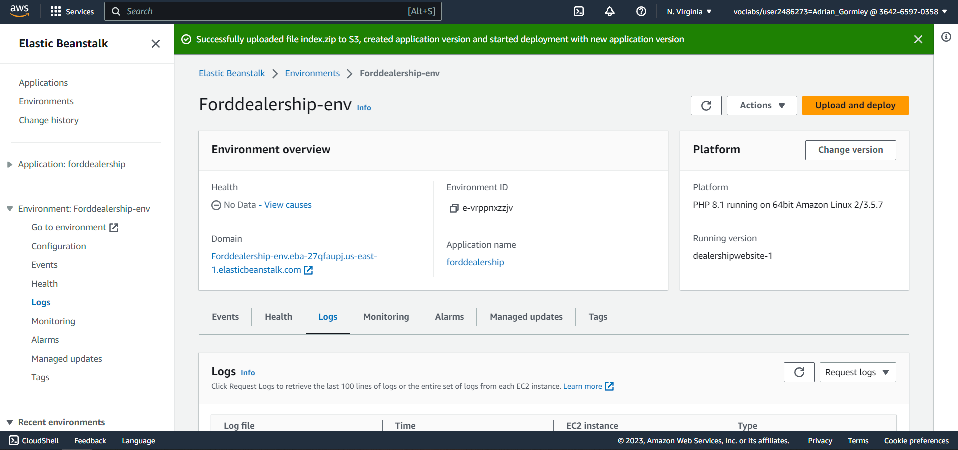 aws
Services
Search [Alt+S]
N. Virginia ▼
voclabs/user2486273=Adrian_Gormley @ 3642-6597-0358 ▼
Elastic Beanstalk
Successfully uploaded file index.zip to S3, created application version and started deployment with new application version
Applications
Environments
Change history
Application: forddealership
Environment: Forddealership-env
Go to environment
Configuration
Events
Health
Logs
Monitoring
Alarms
Managed updates
Tags
Recent environments
Elastic Beanstalk > Environments > Forddealership-env
Forddealership-env Info
Actions ▼
Upload and deploy
Environment overview
Health
No Data - View causes
Domain
Forddealership-env.eba-27qfaupj.us-east-
1.elasticbeanstalk.com
Environment ID
e-vrppnxzzjv
Application name
forddealership
Platform
Change version
Platform
PHP 8.1 running on 64bit Amazon Linux 2/3.5.7
Running version
dealershipwebsite-1
Events Health Logs Monitoring Alarms Managed updates Tags
Logs Info
Click Request Logs to retrieve the last 100 lines of logs or the entire set of logs from each EC2 instance. Learn more
Request logs ▼
Log file Time EC2 instance Type
CloudShell Feedback Language
© 2023, Amazon Web Services, Inc. or its affiliates. Privacy Terms Cookie preferences